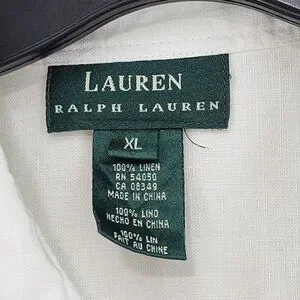 LAUREN
RALPH LAUREN
XL
100% LINEN
RN 54050
CA 08349
MADE IN CHINA
100% LINO
HECHO EN CHINA
100% LIN
FAIT AU CHINE